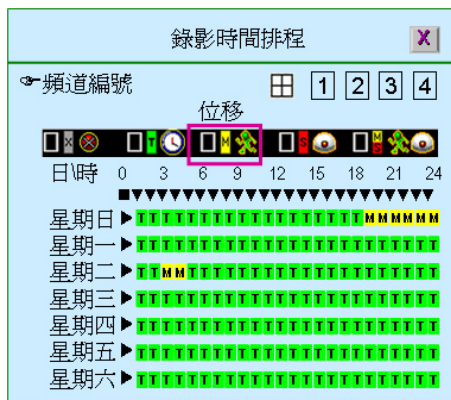 錄影時間排程 X
☞頻道編號 1 2 3 4
位移
X T M S M S
日\時 0 3 6 9 12 15 18 21 24
星期日 T T T T T T T T T T T T T T T T T T M M M M M M
星期一 T T T T T T T T T T T T T T T T T T T T T T T T
星期二 T T M M T T T T T T T T T T T T T T T T T T T T
星期三 T T T T T T T T T T T T T T T T T T T T T T T T
星期四 T T T T T T T T T T T T T T T T T T T T T T T T
星期五 T T T T T T T T T T T T T T T T T T T T T T T T
星期六 T T T T T T T T T T T T T T T T T T T T T T T T